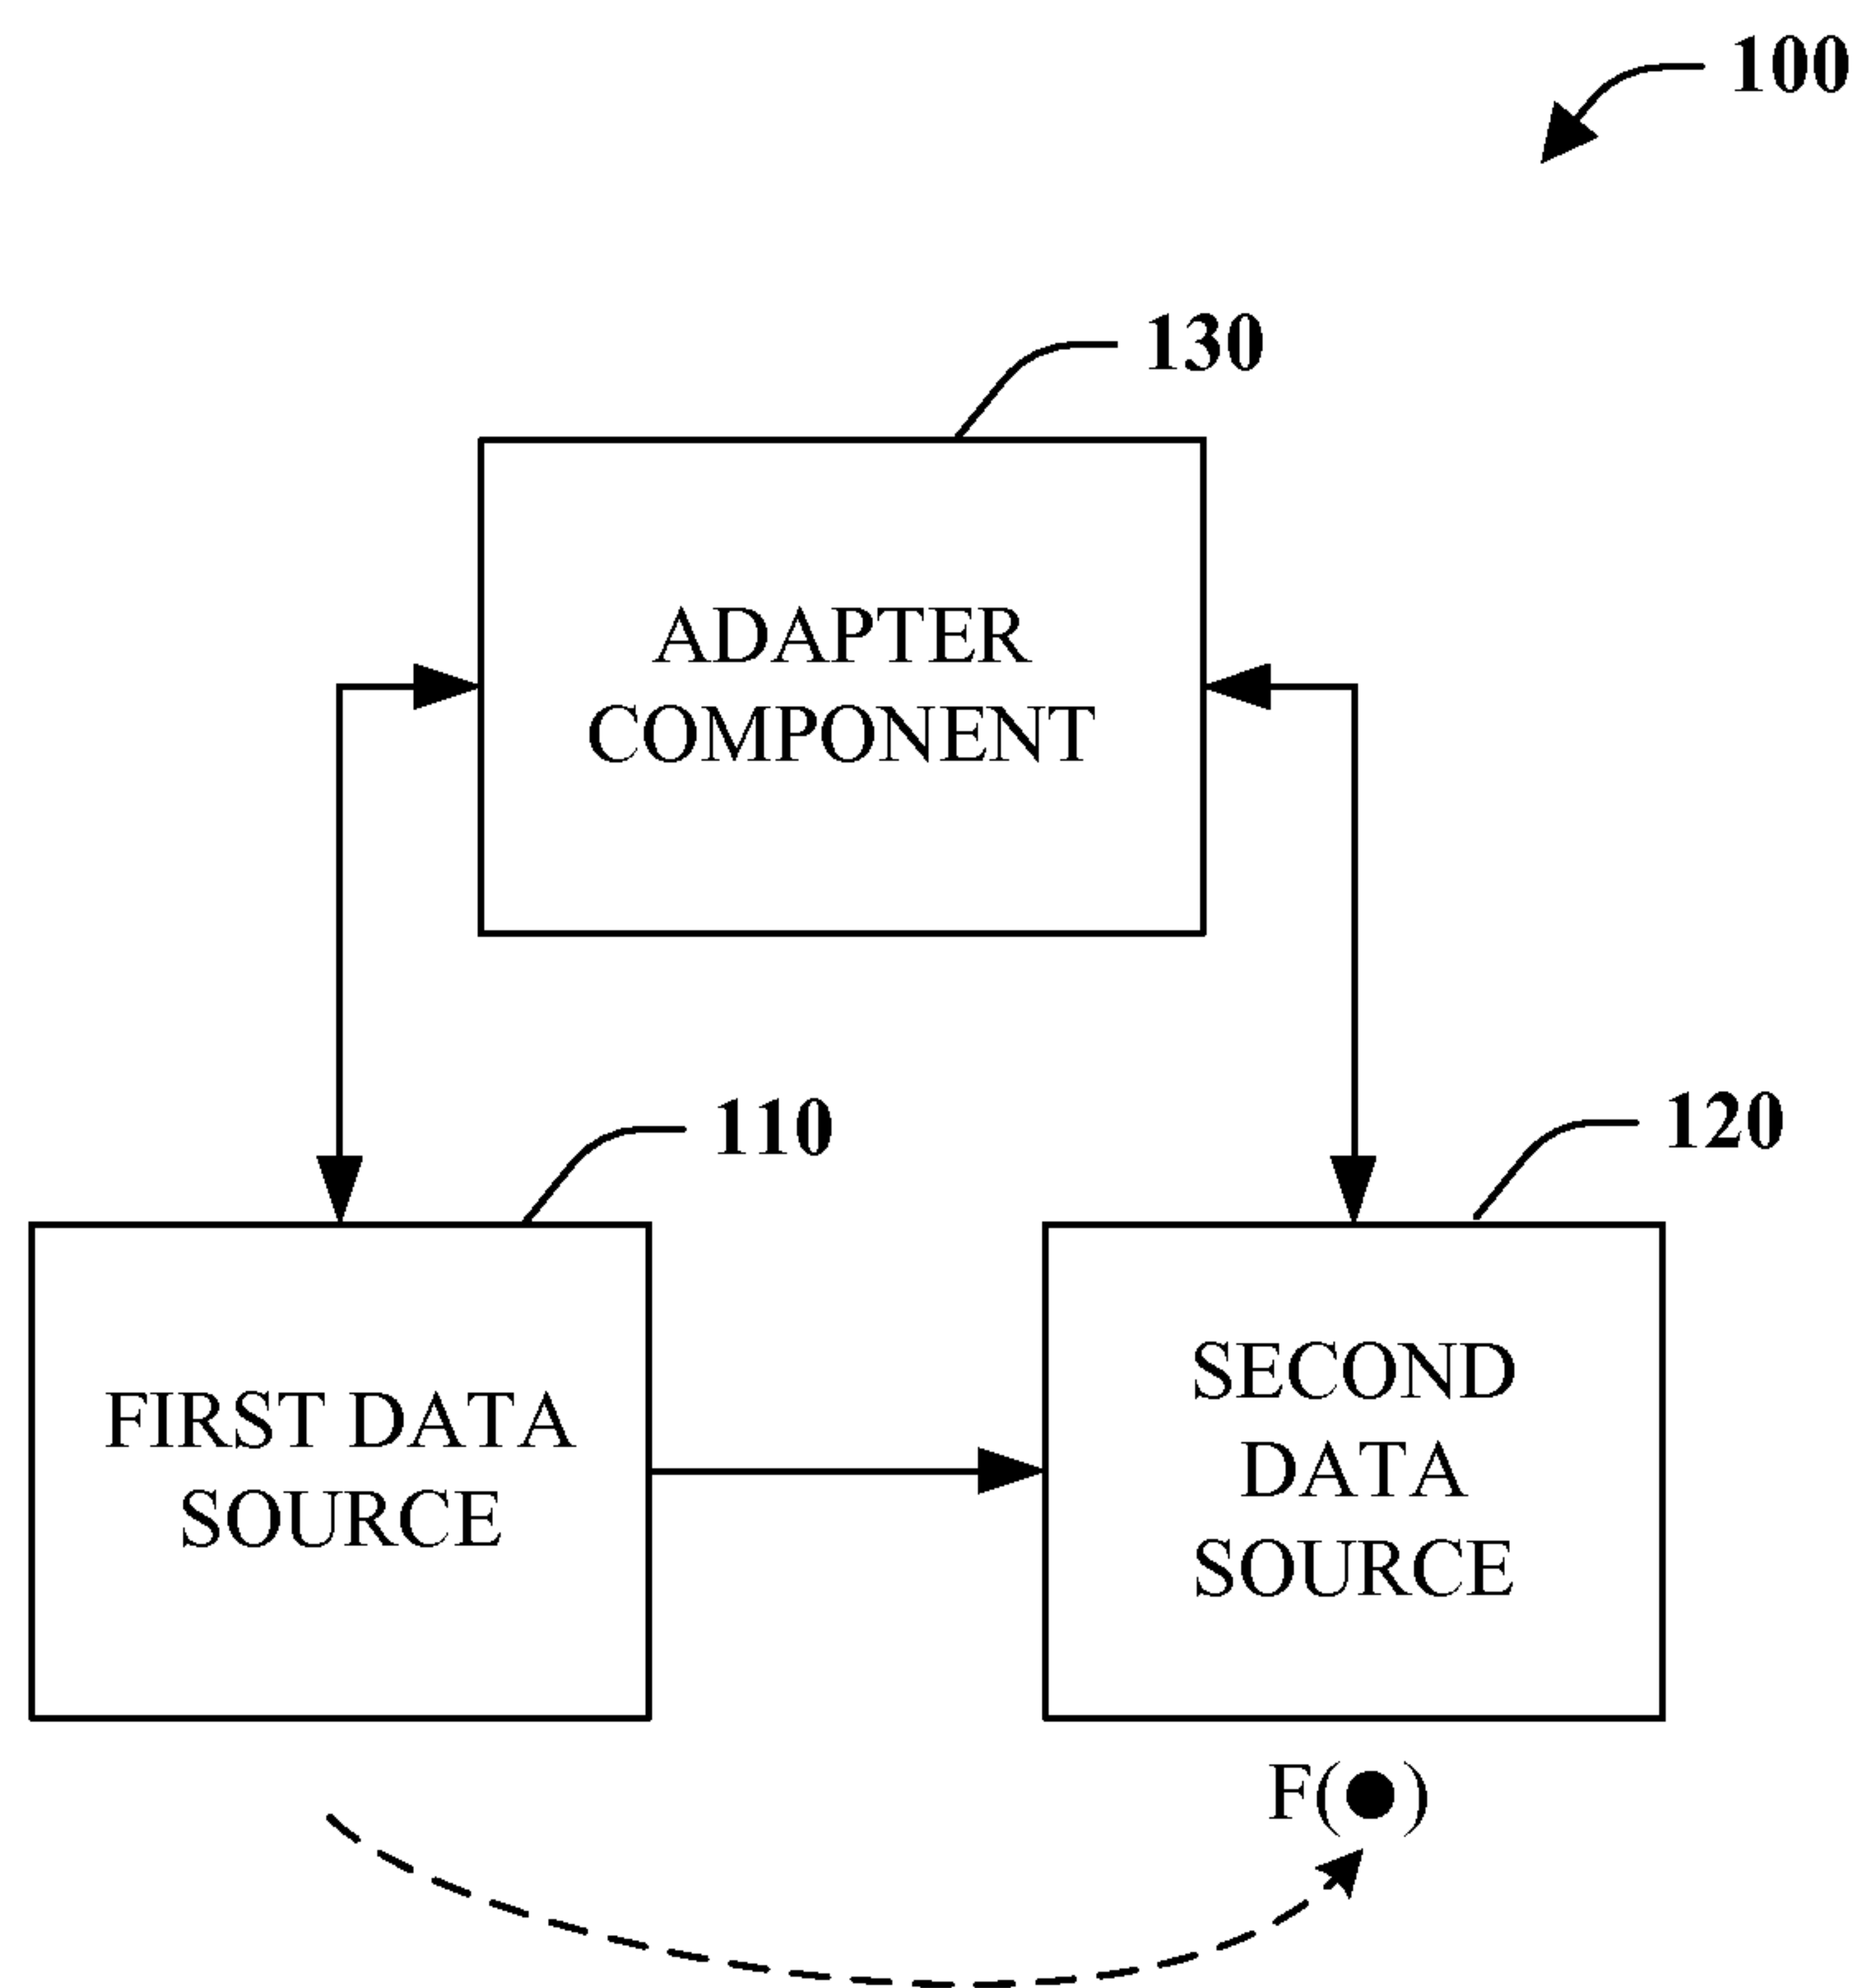 100
130
ADAPTER
COMPONENT
110
120
FIRST DATA
SOURCE
SECOND
DATA
SOURCE
F(●)